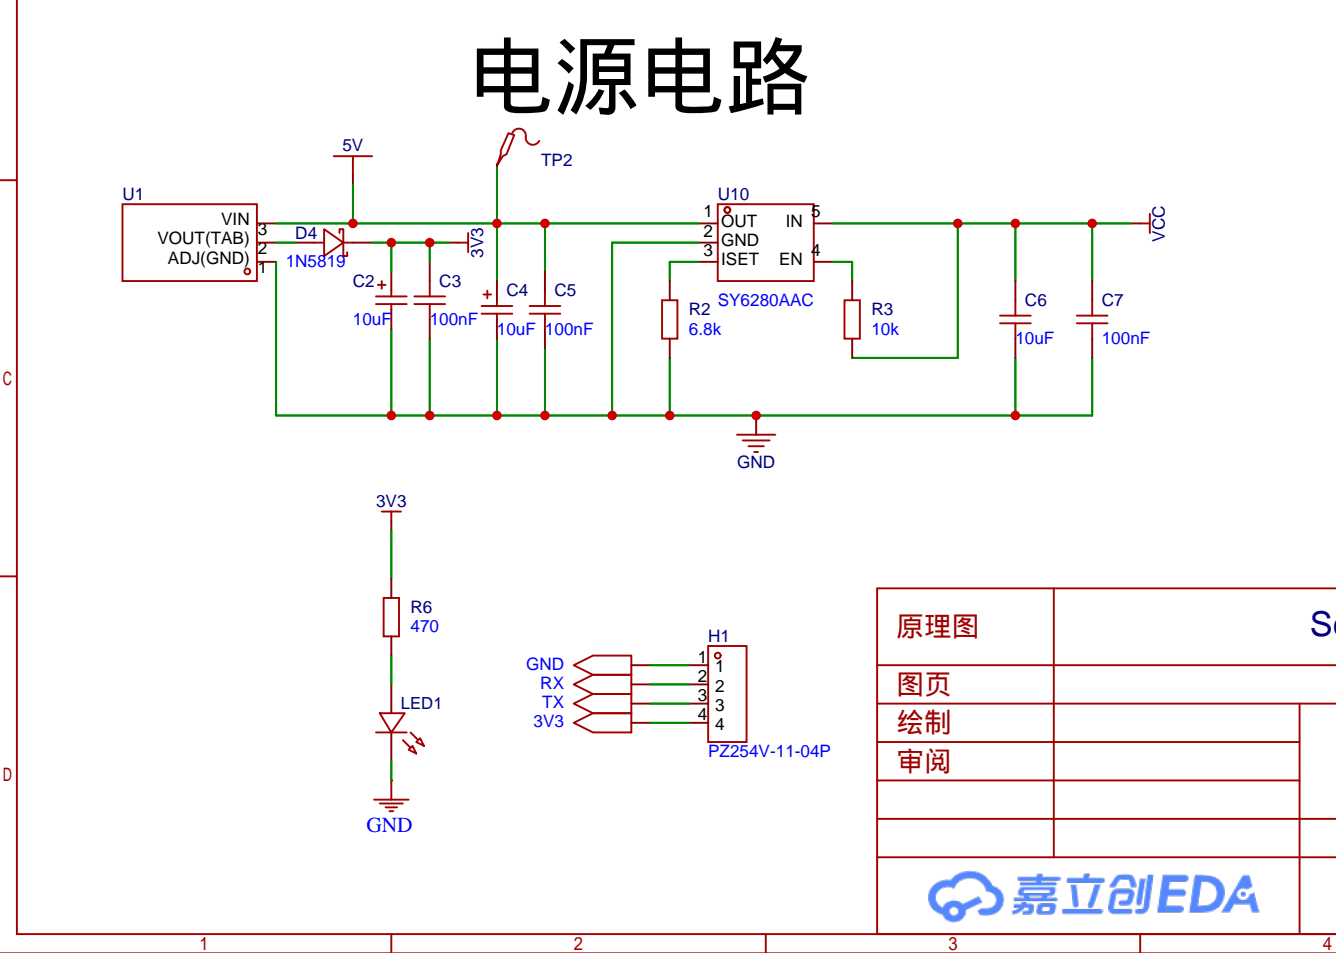 电源电路
5V
TP2
U1
VIN
VOUT(TAB)
ADJ(GND)
3
2
1
D4
1N5819
3V3
C2
10uF
C3
100nF
C4
10uF
C5
100nF
U10
1
OUT
2
GND
3
ISET
IN
5
EN
4
SY6280AAC
R2
6.8k
R3
10k
C6
10uF
C7
100nF
VCC
GND
C
3V3
R6
470
LED1
GND
H1
GND
RX
TX
3V3
1
2
3
4
1
2
3
4
PZ254V-11-04P
D
原理图
图页
绘制
审阅
嘉立创EDA
1
2
3
4